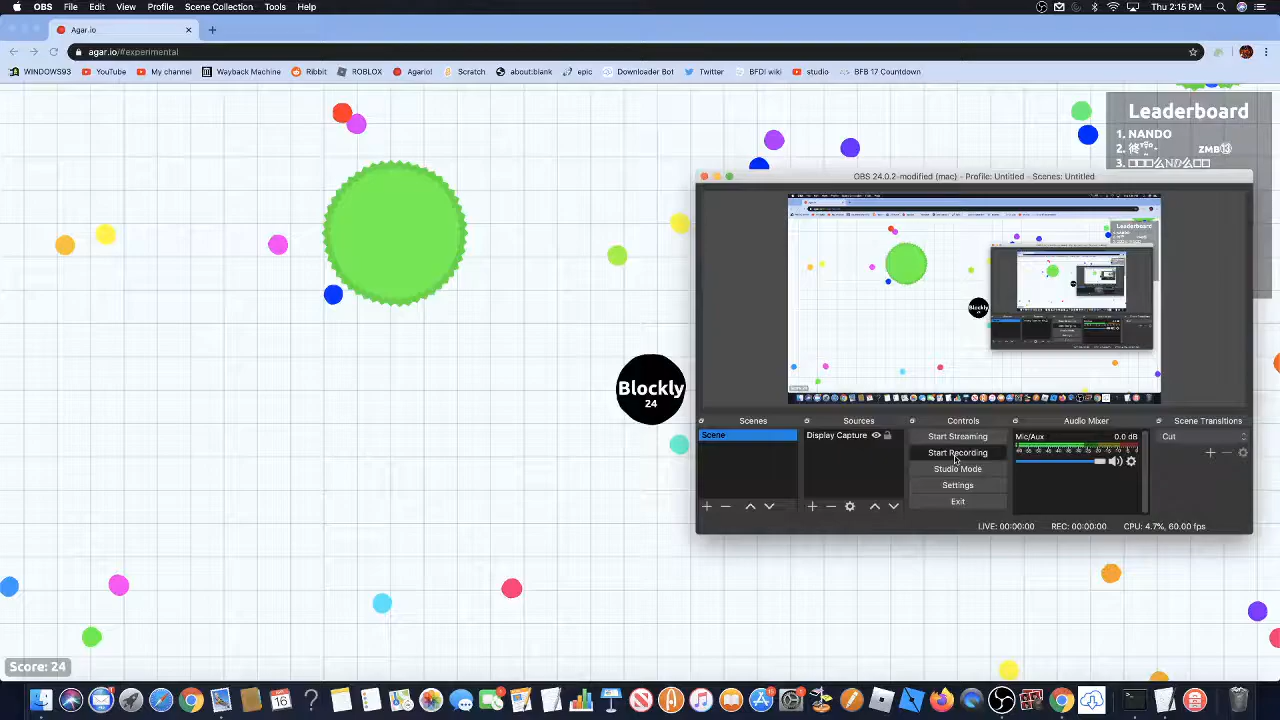 OBS File Edit View Profile Scene Collection Tools Help Thu 2:15 PM
Agar.io
agar.io/#experimental
WINDOWS93 YouTube My channel Wayback Machine Ribbit ROBLOX Agario! Scratch about:blank epic Downloader Bot Twitter BFDI wiki studio BFB 17 Countdown
Leaderboard
1. NANDO
OBS 24.0.2-modified (mac) - Profile: Untitled - Scenes: Untitled
Leaderboard
Blockly
24
Blockly
24
Scenes Sources Controls Audio Mixer Scene Transitions
Scene Display Capture Start Streaming Mic/Aux 0.0 dB Cut
Start Recording
Studio Mode
Settings
Exit
LIVE: 00:00:00 REC: 00:00:00 CPU: 4.7%, 60.00 fps
Score: 24
16